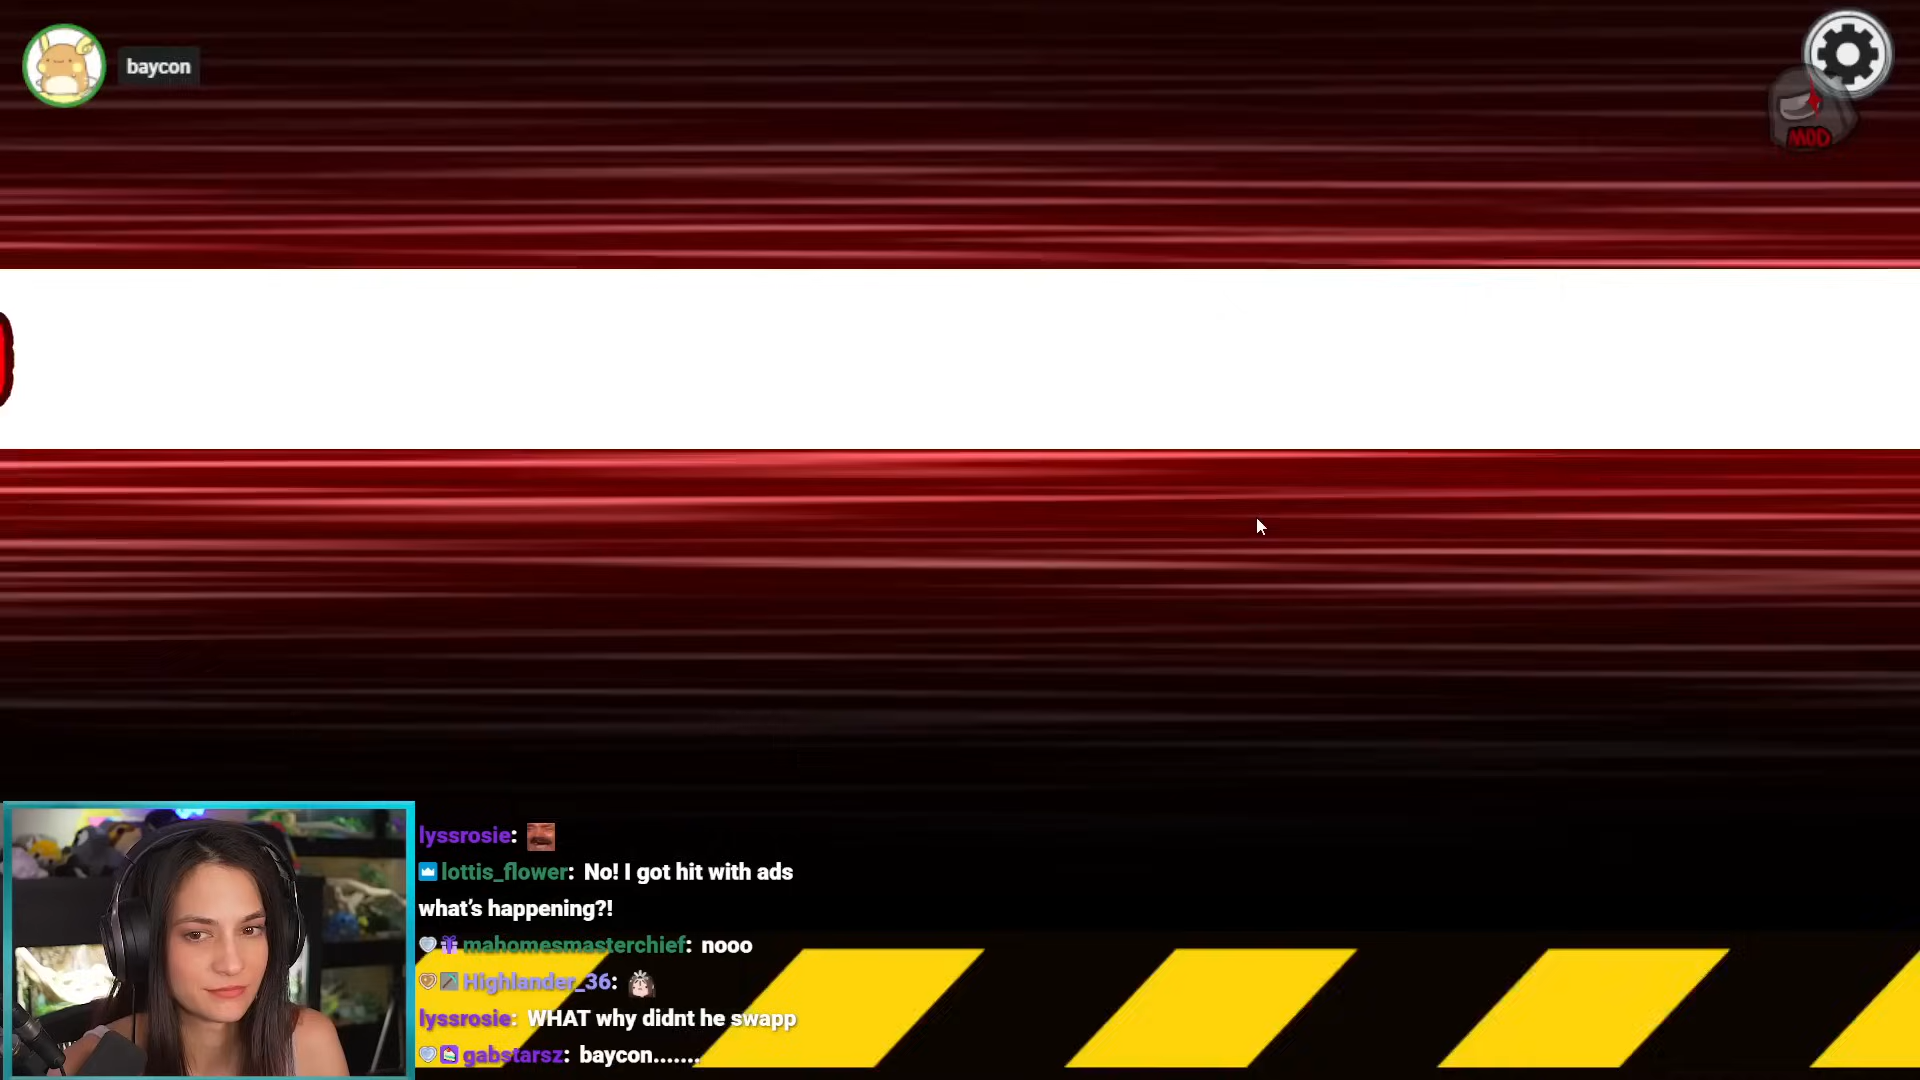 baycon
MOD
lyssrosie:
lottis_flower: No! I got hit with ads
what's happening?!
mahomesmasterchief: nooo
Highlander_36:
lyssrosie: WHAT why didnt he swapp
gabstarsz: baycon.......